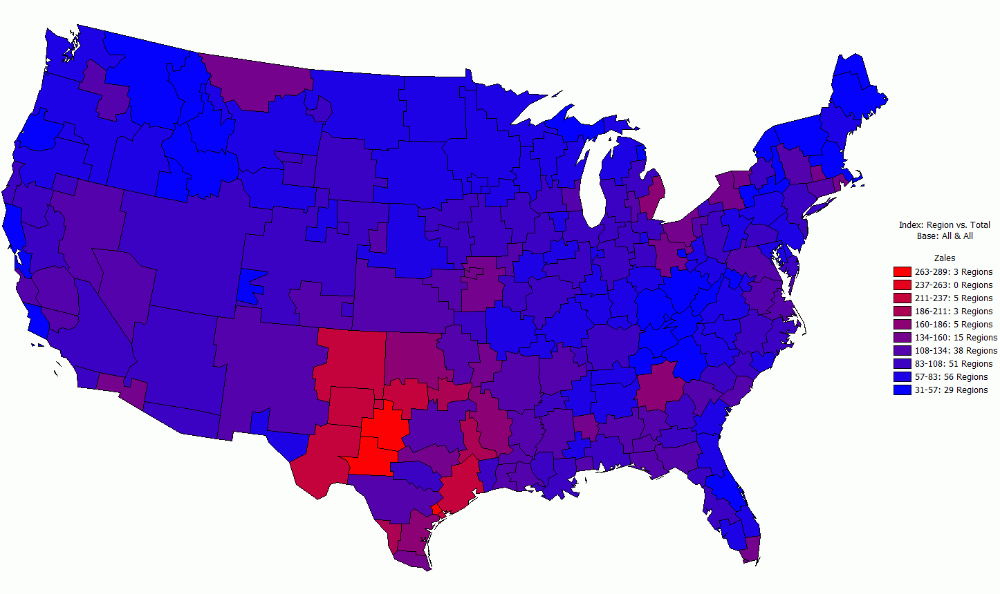 Index: Region vs. Total
Base: All & All
Zales
263-289: 3 Regions
237-263: 0 Regions
211-237: 5 Regions
186-211: 3 Regions
160-186: 5 Regions
134-160: 15 Regions
108-134: 38 Regions
83-108: 51 Regions
57-83: 56 Regions
31-57: 29 Regions